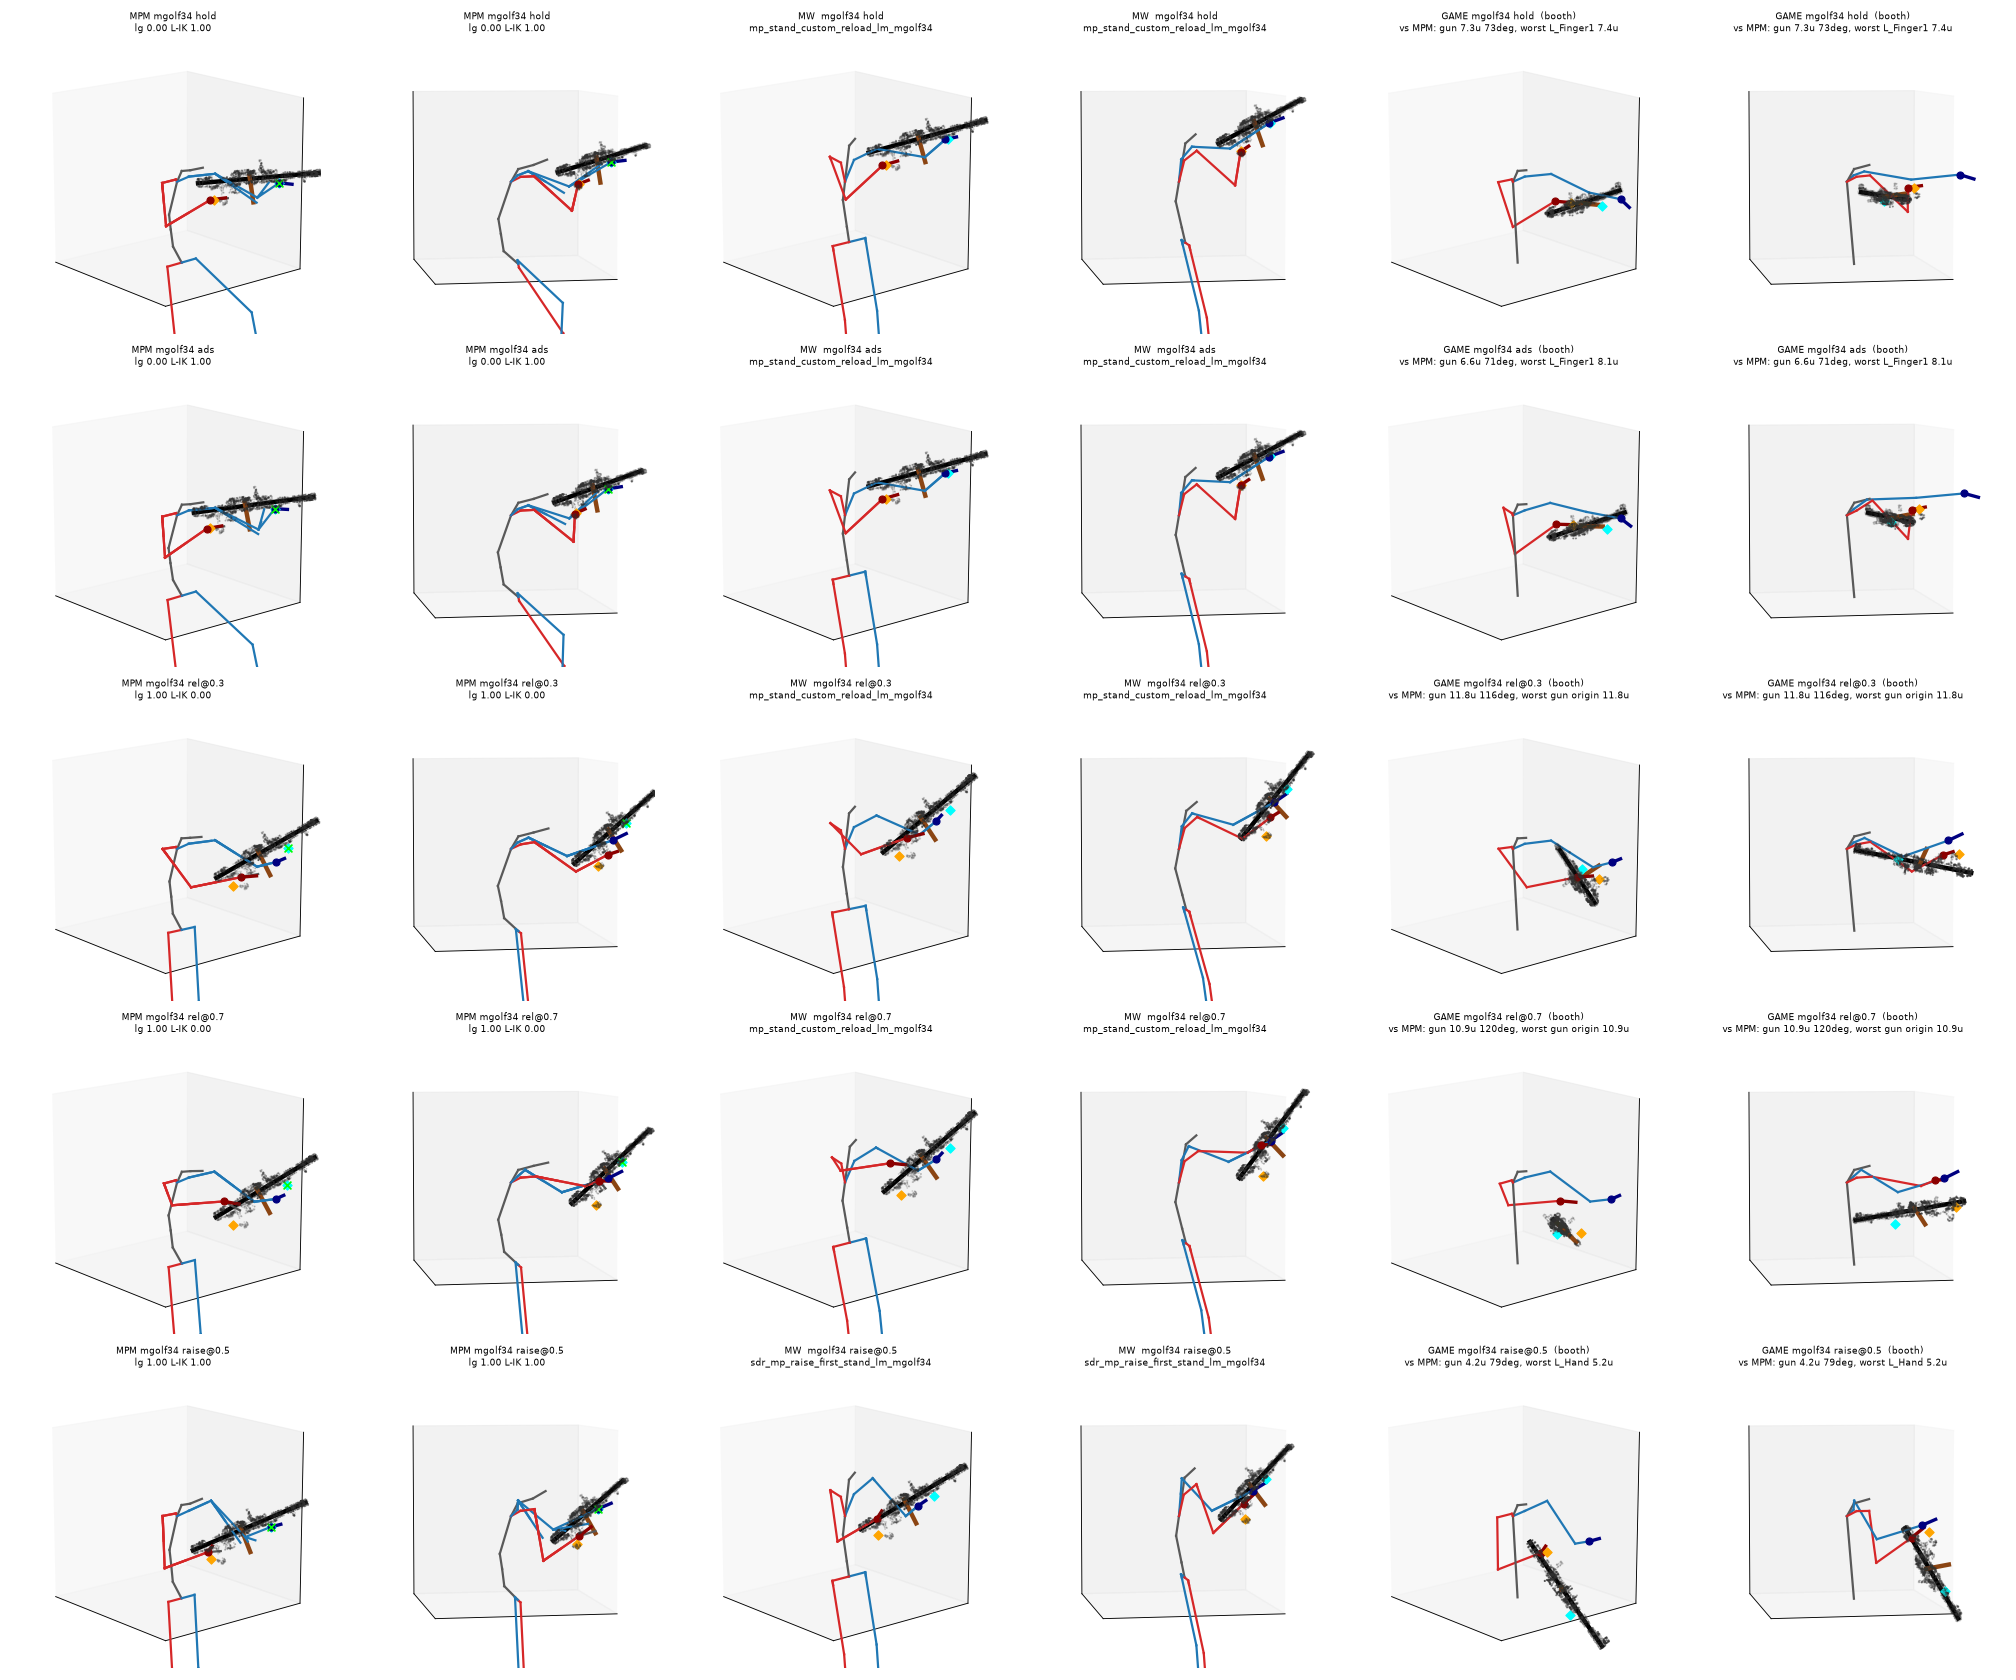 MPM mgolf34 hold
lg 0.00 L-IK 1.00
MPM mgolf34 hold
lg 0.00 L-IK 1.00
MW  mgolf34 hold
mp_stand_custom_reload_lm_mgolf34
MW  mgolf34 hold
mp_stand_custom_reload_lm_mgolf34
GAME mgolf34 hold  (booth)
vs MPM: gun 7.3u 73deg, worst L_Finger1 7.4u
GAME mgolf34 hold  (booth)
vs MPM: gun 7.3u 73deg, worst L_Finger1 7.4u
MPM mgolf34 ads
lg 0.00 L-IK 1.00
MPM mgolf34 ads
lg 0.00 L-IK 1.00
MW  mgolf34 ads
mp_stand_custom_reload_lm_mgolf34
MW  mgolf34 ads
mp_stand_custom_reload_lm_mgolf34
GAME mgolf34 ads  (booth)
vs MPM: gun 6.6u 71deg, worst L_Finger1 8.1u
GAME mgolf34 ads  (booth)
vs MPM: gun 6.6u 71deg, worst L_Finger1 8.1u
MPM mgolf34 rel@0.3
lg 1.00 L-IK 0.00
MPM mgolf34 rel@0.3
lg 1.00 L-IK 0.00
MW  mgolf34 rel@0.3
mp_stand_custom_reload_lm_mgolf34
MW  mgolf34 rel@0.3
mp_stand_custom_reload_lm_mgolf34
GAME mgolf34 rel@0.3  (booth)
vs MPM: gun 11.8u 116deg, worst gun origin 11.8u
GAME mgolf34 rel@0.3  (booth)
vs MPM: gun 11.8u 116deg, worst gun origin 11.8u
MPM mgolf34 rel@0.7
lg 1.00 L-IK 0.00
MPM mgolf34 rel@0.7
lg 1.00 L-IK 0.00
MW  mgolf34 rel@0.7
mp_stand_custom_reload_lm_mgolf34
MW  mgolf34 rel@0.7
mp_stand_custom_reload_lm_mgolf34
GAME mgolf34 rel@0.7  (booth)
vs MPM: gun 10.9u 120deg, worst gun origin 10.9u
GAME mgolf34 rel@0.7  (booth)
vs MPM: gun 10.9u 120deg, worst gun origin 10.9u
MPM mgolf34 raise@0.5
lg 1.00 L-IK 1.00
MPM mgolf34 raise@0.5
lg 1.00 L-IK 1.00
MW  mgolf34 raise@0.5
sdr_mp_raise_first_stand_lm_mgolf34
MW  mgolf34 raise@0.5
sdr_mp_raise_first_stand_lm_mgolf34
GAME mgolf34 raise@0.5  (booth)
vs MPM: gun 4.2u 79deg, worst L_Hand 5.2u
GAME mgolf34 raise@0.5  (booth)
vs MPM: gun 4.2u 79deg, worst L_Hand 5.2u